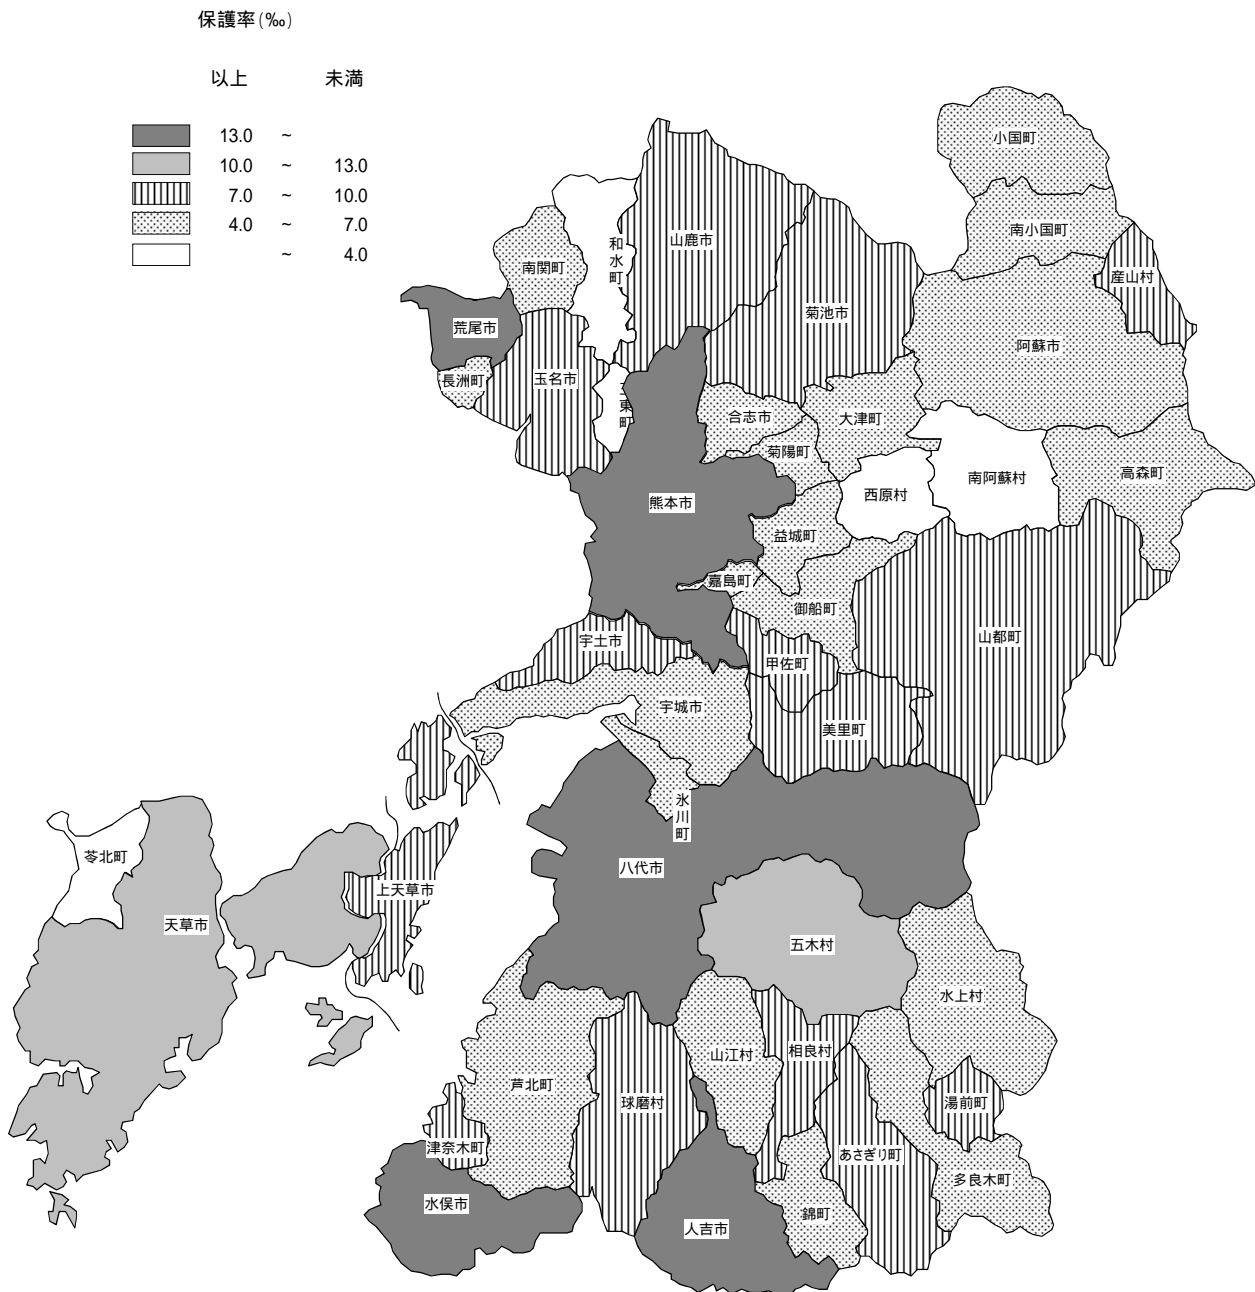 保護率(‰)
以上 未満
13.0 ~
10.0 ~ 13.0
7.0 ~ 10.0
4.0 ~ 7.0
~ 4.0
小国町
南小国町
産山村
和水町
山鹿市
南関町
菊池市
荒尾市
阿蘇市
長洲町
玉名市
玉東町
合志市
大津町
菊陽町
高森町
南阿蘇村
西原村
熊本市
益城町
嘉島町
御船町
山都町
宇土市
甲佐町
宇城市
美里町
氷川町
苓北町
八代市
上天草市
天草市
五木村
水上村
山江村
相良村
芦北町
球磨村
湯前町
津奈木町
あさぎり町
多良木町
水俣市
錦町
人吉市